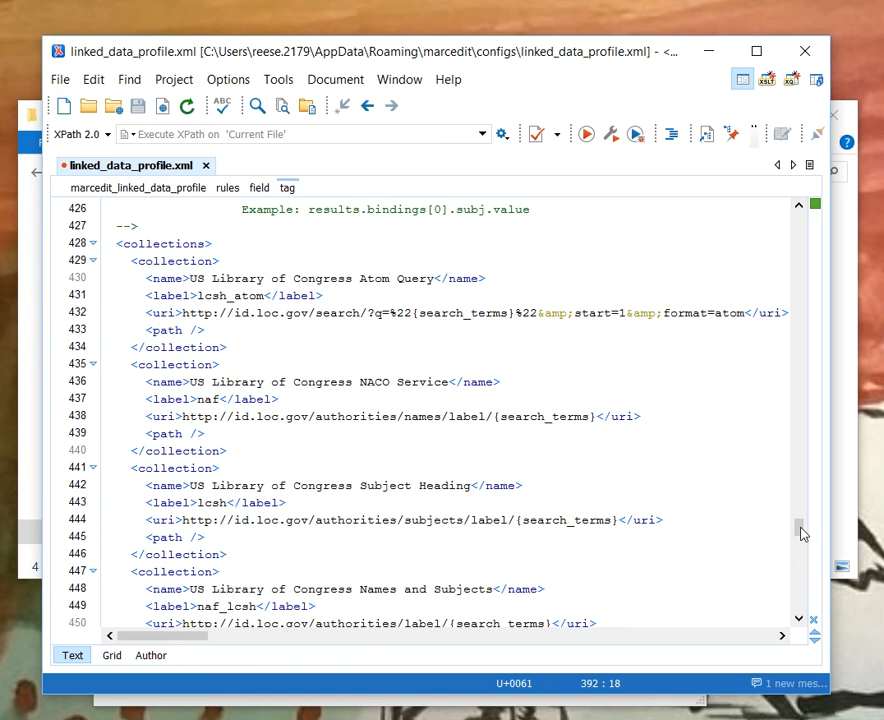 linked_data_profile.xml [C:\Users\reese.2179\AppData\Roaming\marcedit\configs\linked_data_profile.xml] - <...
File Edit Find Project Options Tools Document Window Help
XPath 2.0 Execute XPath on 'Current File'
linked_data_profile.xml
marcedit_linked_data_profile rules field tag
426 Example: results.bindings[0].subj.value
427 -->
428 <collections>
429 <collection>
430 <name>US Library of Congress Atom Query</name>
431 <label>lcsh_atom</label>
432 <uri>http://id.loc.gov/search/?q=%22{search_terms}%22&amp;start=1&amp;format=atom</uri>
433 <path />
434 </collection>
435 <collection>
436 <name>US Library of Congress NACO Service</name>
437 <label>naf</label>
438 <uri>http://id.loc.gov/authorities/names/label/{search_terms}</uri>
439 <path />
440 </collection>
441 <collection>
442 <name>US Library of Congress Subject Heading</name>
443 <label>lcsh</label>
444 <uri>http://id.loc.gov/authorities/subjects/label/{search_terms}</uri>
445 <path />
446 </collection>
447 <collection>
448 <name>US Library of Congress Names and Subjects</name>
449 <label>naf_lcsh</label>
450 <uri>http://id.loc.gov/authorities/label/{search_terms}</uri>
Text Grid Author
U+0061 392 : 18 1 new mes...